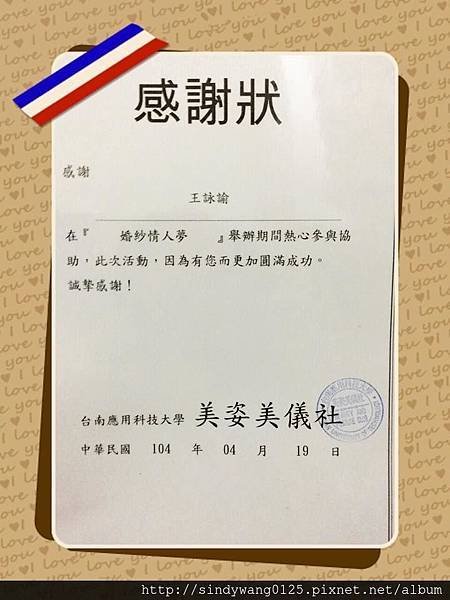 感謝狀
感謝
王詠諭
在『 婚紗情人夢 』舉辦期間熱心參與協
助，此次活動，因為有您而更加圓滿成功。
誠摯感謝！
台南應用科技大學 美姿美儀社
中華民國 104 年 04 月 19 日
I love you
http://sindywang0125.pixnet.net/album